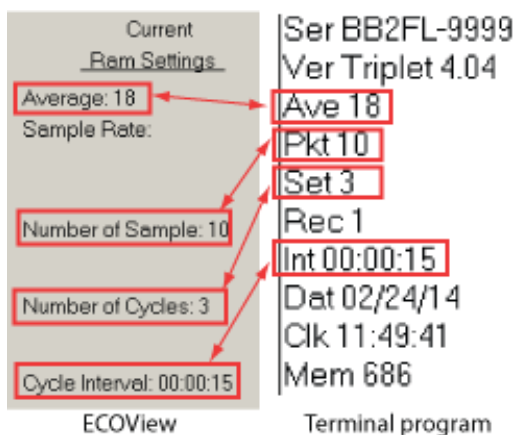 Current
Ram Settings
Average: 18
Sample Rate:
Number of Sample: 10
Number of Cycles: 3
Cycle Interval: 00:00:15
ECOView
Ser BB2FL-9999
Ver Triplet 4.04
Ave 18
Pkt 10
Set 3
Rec 1
Int 00:00:15
Dat 02/24/14
Clk 11:49:41
Mem 686
Terminal program